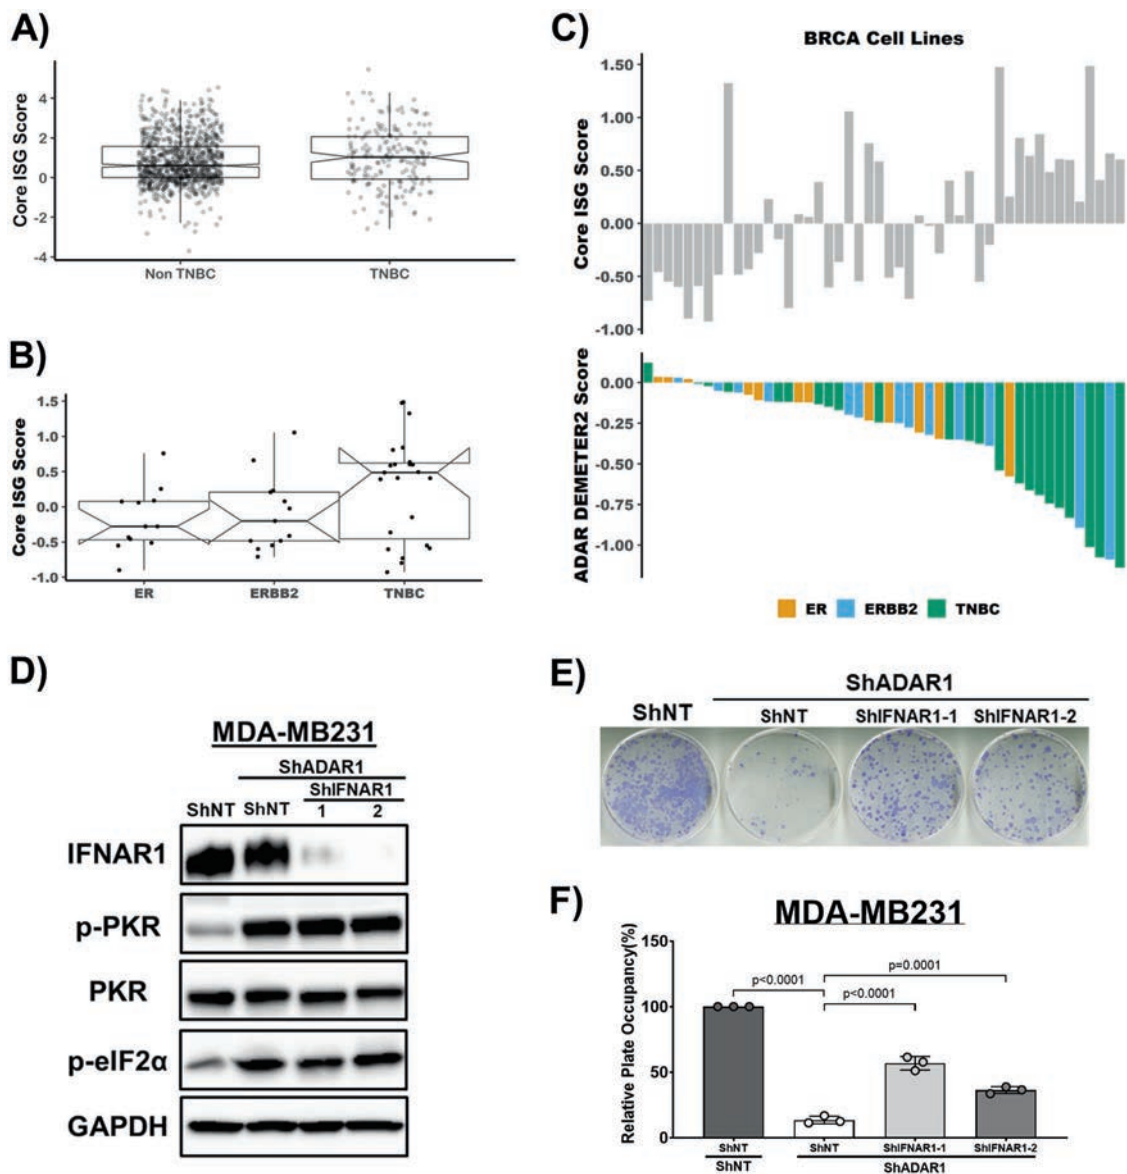 A)
Core ISG Score
4
2
0
-2
-4
Non TNBC TNBC
B)
Core ISG Score
1.5
1.0
0.5
0.0
-0.5
-1.0
ER ERBB2 TNBC
C)
BRCA Cell Lines
Core ISG Score
1.50
1.00
0.50
0.00
-0.50
-1.00
ADAR DEMETER2 Score
0.00
-0.25
-0.50
-0.75
-1.00
ER ERBB2 TNBC
D)
MDA-MB231
ShADAR1
ShIFNAR1
ShNT ShNT 1 2
IFNAR1
p-PKR
PKR
p-eIF2α
GAPDH
E)
ShADAR1
ShNT ShNT ShIFNAR1-1 ShIFNAR1-2
F)
MDA-MB231
Relative Plate Occupancy(%)
150
100
50
0
p<0.0001
p=0.0001
p<0.0001
ShNT ShNT ShIFNAR1-1 ShIFNAR1-2
ShNT ShADAR1